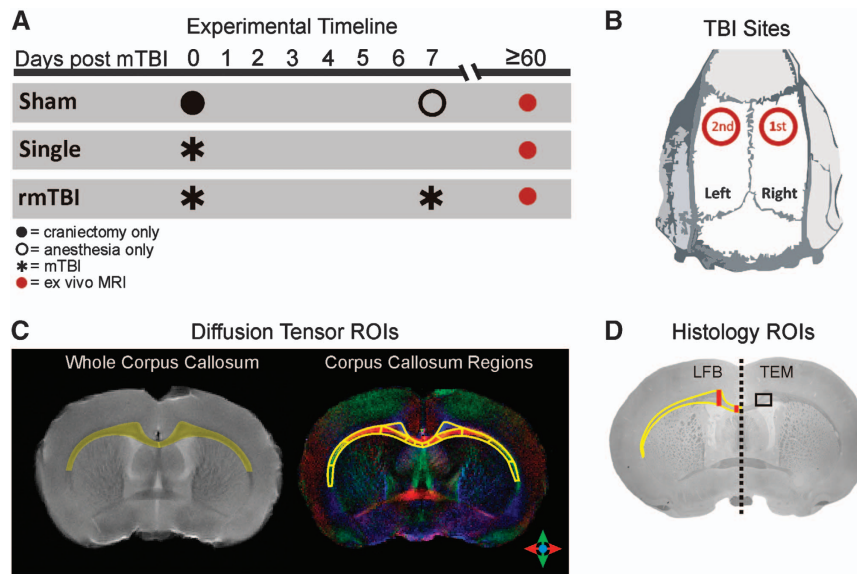 A
Experimental Timeline
Days post mTBI 0 1 2 3 4 5 6 7 ≥60
Sham
Single *
rmTBI * *
● = craniectomy only
O = anesthesia only
* = mTBI
● = ex vivo MRI
B
TBI Sites
2nd 1st
Left Right
C
Diffusion Tensor ROIs
Whole Corpus Callosum Corpus Callosum Regions
D
Histology ROIs
LFB TEM